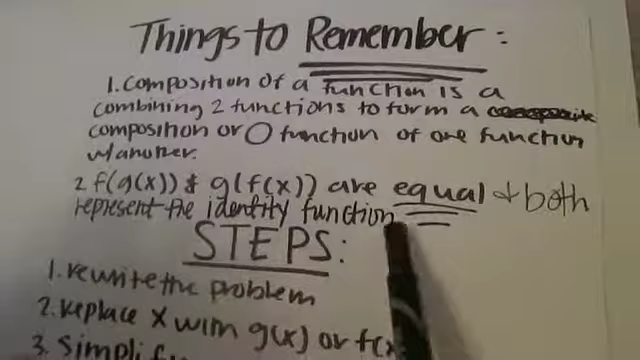 Things to Remember:
1. Composition of a function is a
combining 2 functions to form a
composition or function of one function
w/another.
2 f(g(x)) & g(f(x)) are equal & both
represent the identity function
STEPS:
1. rewrite the problem
2. Replace x with g(x) or f(x
3. Simplify